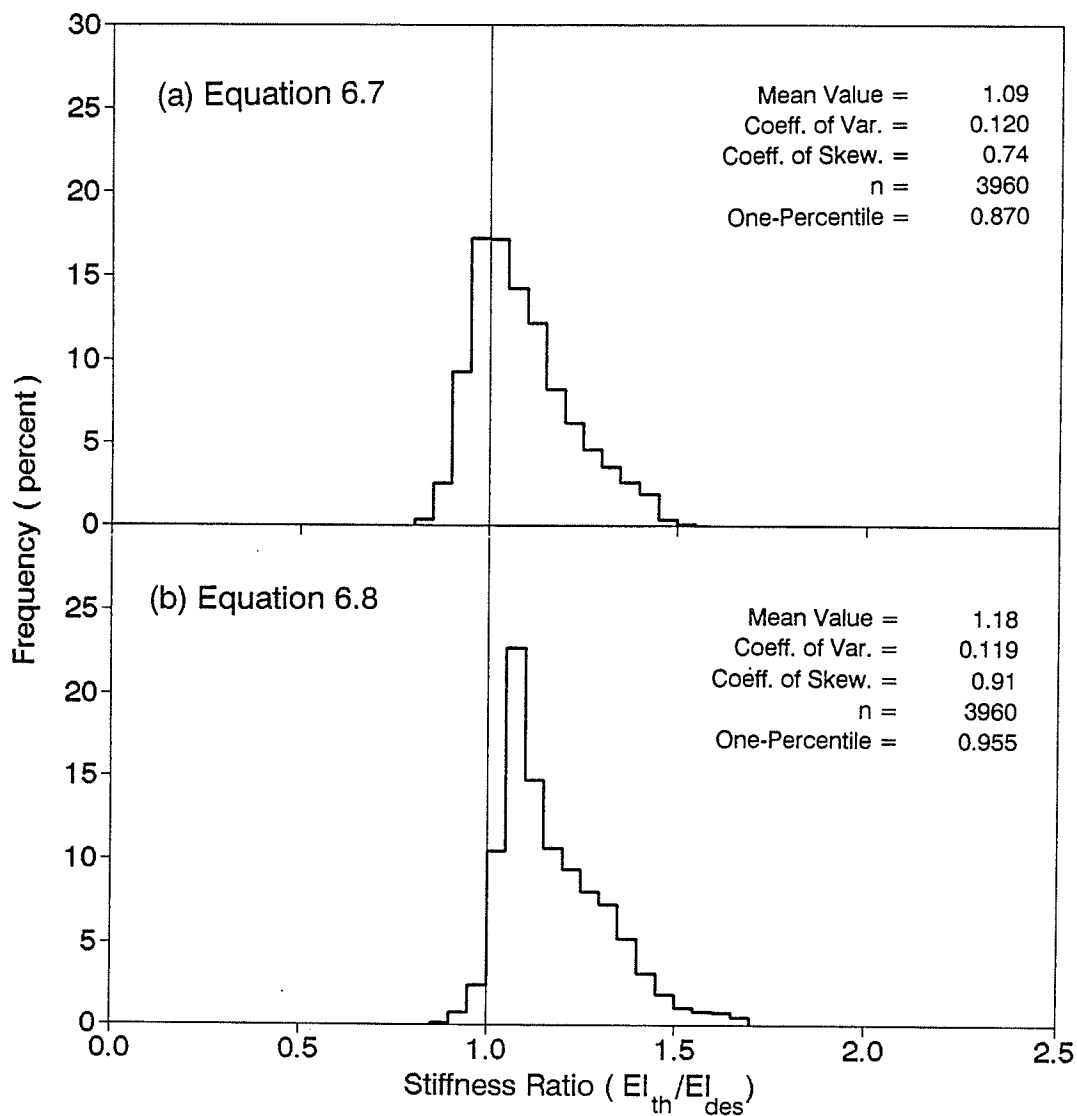 30
(a) Equation 6.7
25
20
15
10
5
0
Mean Value = 1.09
Coeff. of Var. = 0.120
Coeff. of Skew. = 0.74
n = 3960
One-Percentile = 0.870
Frequency ( percent )
(b) Equation 6.8
25
20
15
10
5
0
Mean Value = 1.18
Coeff. of Var. = 0.119
Coeff. of Skew. = 0.91
n = 3960
One-Percentile = 0.955
0.0 0.5 1.0 1.5 2.0 2.5
Stiffness Ratio ( EI_th/EI_des )